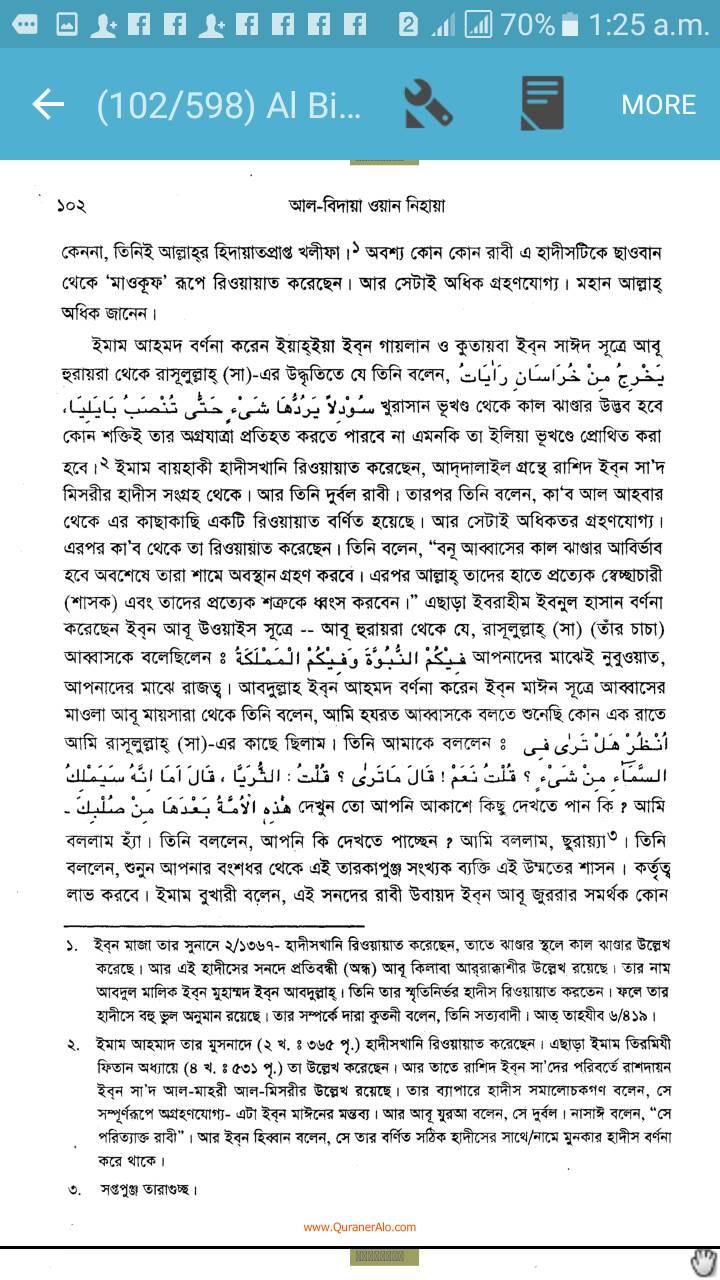 2 70% 1:25 a.m.
(102/598) Al Bi... MORE
১০২ আল-বিদায়া ওয়ান নিহায়া
কেননা, তিনিই আল্লাহ্‌র হিদায়াতপ্রাপ্ত খলীফা।১ অবশ্য কোন কোন রাবী এ হাদীসটিকে ছাওবান
থেকে ‘মাওকূফ’ রূপে রিওয়ায়াত করেছেন। আর সেটাই অধিক গ্রহণযোগ্য। মহান আল্লাহ্
অধিক জানেন।
ইমাম আহমদ বর্ণনা করেন ইয়াহ্ইয়া ইব্‌ন গায়লান ও কুতায়বা ইব্‌ন সাঈদ সূত্রে আবূ
হুরায়রা থেকে রাসূলুল্লাহ্ (সা)-এর উদ্ধৃতিতে যে তিনি বলেন, يَخْرِجُ مِنْ خُرَاسَانِ رَأيَاتُ
سُوْدِلاً يَرُدُّهَا شَىْءٍ حَتّٰى تُنْصَبَ بِايَلِيَا، খুরাসান ভূখণ্ড থেকে কাল ঝাণ্ডার উদ্ভব হবে
কোন শক্তিই তার অগ্রযাত্রা প্রতিহত করতে পারবে না এমনকি তা ইলিয়া ভূখণ্ডে প্রোথিত করা
হবে।২ ইমাম বায়হাকী হাদীসখানি রিওয়ায়াত করেছেন, আদ্‌দালাইল গ্রন্থে রাশিদ ইব্‌ন সা’দ
মিসরীর হাদীস সংগ্রহ থেকে। আর তিনি দুর্বল রাবী। তারপর তিনি বলেন, কা’ব আল আহবার
থেকে এর কাছাকাছি একটি রিওয়ায়াত বর্ণিত হয়েছে। আর সেটাই অধিকতর গ্রহণযোগ্য।
এরপর কা’ব থেকে তা রিওয়ায়াত করেছেন। তিনি বলেন, “বনূ আব্বাসের কাল ঝাণ্ডার আবির্ভাব
হবে অবশেষে তারা শামে অবস্থান গ্রহণ করবে। এরপর আল্লাহ্ তাদের হাতে প্রত্যেক স্বেচ্ছাচারী
(শাসক) এবং তাদের প্রত্যেক শত্রুকে ধ্বংস করবেন।” এছাড়া ইবরাহীম ইবনুল হাসান বর্ণনা
করেছেন ইব্‌ন আবূ উওয়াইস সূত্রে -- আবূ হুরায়রা থেকে যে, রাসূলুল্লাহ্ (সা) (তাঁর চাচা)
আব্বাসকে বলেছিলেন ঃ فِيْكُمُ النُّبُوَّةَ وَفِيْكُمُ الْمَمْلَكَةُ আপনাদের মাঝেই নুবুওয়াত,
আপনাদের মাঝে রাজত্ব। আবদুল্লাহ ইব্‌ন আহমদ বর্ণনা করেন ইব্‌ন মাঈন সূত্রে আব্বাসের
মাওলা আবূ মায়সারা থেকে তিনি বলেন, আমি হযরত আব্বাসকে বলতে শুনেছি কোন এক রাতে
আমি রাসূলুল্লাহ্ (সা)-এর কাছে ছিলাম। তিনি আমাকে বললেন ঃ اُنْظُرْ هَلْ تَرٰى فِى
السَّمَاءِ مِنْ شَىْءٍ؟ قُلْتُ نَعَمْ! قَالَ مَاتَرٰى؟ قُلْتُ: الثُّرَيَّا، قَالَ اَمَا اِنَّهُ سَيَمْلِكُ
هٰذِهِ الْاُمَّةُ بَعْدَهَا مِنْ صُلْبِكَ - দেখুন তো আপনি আকাশে কিছু দেখতে পান কি ? আমি
বললাম হ্যাঁ। তিনি বললেন, আপনি কি দেখতে পাচ্ছেন ? আমি বললাম, ছুরায়্যা৩। তিনি
বললেন, শুনুন আপনার বংশধর থেকে এই তারকাপুঞ্জ সংখ্যক ব্যক্তি এই উম্মতের শাসন। কর্তৃত্ব
লাভ করবে। ইমাম বুখারী বলেন, এই সনদের রাবী উবায়দ ইব্‌ন আবূ জুররার সমর্থক কোন
১. ইব্‌ন মাজা তার সুনানে ২/১৩৬৭- হাদীসখানি রিওয়ায়াত করেছেন, তাতে ঝাণ্ডার স্থলে কাল ঝাণ্ডার উল্লেখ
করেছে। আর এই হাদীসের সনদে প্রতিবন্ধী (অন্ধ) আবূ কিলাবা আর্‌রাক্কাশীর উল্লেখ রয়েছে। তার নাম
আবদুল মালিক ইব্‌ন মুহাম্মদ ইব্‌ন আবদুল্লাহ্। তিনি তার স্মৃতিনির্ভর হাদীস রিওয়ায়াত করতেন। ফলে তার
হাদীসে বহু ভুল অনুমান রয়েছে। তার সম্পর্কে দারা কুতনী বলেন, তিনি সত্যবাদী। আত্ তাহযীব ৬/৪১৯।
২. ইমাম আহমাদ তার মুসনাদে (২ খ. ঃ ৩৬৫ পৃ.) হাদীসখানি রিওয়ায়াত করেছেন। এছাড়া ইমাম তিরমিযী
ফিতান অধ্যায়ে (৪ খ. ঃ ৫৩১ পৃ.) তা উল্লেখ করেছেন। আর তাতে রাশিদ ইব্‌ন সা’দের পরিবর্তে রাশদায়ন
ইব্‌ন সা’দ আল-মাহরী আল-মিসরীর উল্লেখ রয়েছে। তার ব্যাপারে হাদীস সমালোচকগণ বলেন, সে
সম্পূর্ণরূপে অগ্রহণযোগ্য- এটা ইব্‌ন মাঈনের মন্তব্য। আর আবূ যুরআ বলেন, সে দুর্বল। নাসাঈ বলেন, “সে
পরিত্যাক্ত রাবী”। আর ইব্‌ন হিব্বান বলেন, সে তার বর্ণিত সঠিক হাদীসের সাথে/নামে মুনকার হাদীস বর্ণনা
করে থাকে।
৩. সপ্তপুঞ্জ তারাগুচ্ছ।
www.QuranerAlo.com